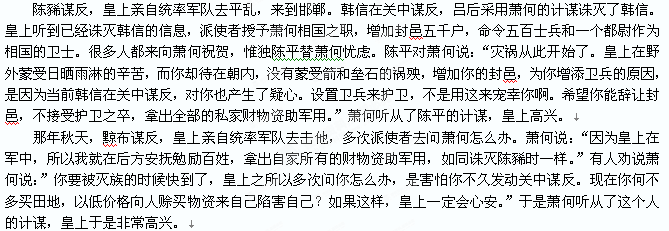 陈豨谋反，皇上亲自统率军队去平乱，来到邯郸。韩信在关中谋反，吕后采用萧何的计谋诛灭了韩信。
皇上听到已经诛灭韩信的信息，派使者授予萧何相国之职，增加封邑五千户，命令五百士兵和一个都尉作为
相国的卫士。很多人都来向萧何祝贺，惟独陈平替萧何忧虑。陈平对萧何说：“灾祸从此开始了。皇上在野
外蒙受日晒雨淋的辛苦，而你却待在朝内，没有蒙受箭和垒石的祸殃，增加你的封邑，为你增添卫兵的原因，
是因为当前韩信在关中谋反，对你也产生了疑心。设置卫兵来护卫，不是用这来宠幸你啊。希望你能辞让封
邑，不接受护卫之卒，拿出全部的私家财物资助军用。”萧何听从了陈平的计谋，皇上高兴。↓
那年秋天，黥布谋反，皇上亲自统率军队去击他，多次派使者去问萧何怎么办。萧何说：“因为皇上在
军中，所以我就在后方安抚勉励百姓，拿出自家所有的财物资助军用，如同诛灭陈豨时一样。”有人劝说萧
何说：”你要被灭族的时候快到了，皇上之所以多次问你怎么办，是害怕你不久发动关中谋反。现在你何不
多买田地，以低价格向人赊买物资来自己陷害自己？如果这样，皇上一定会心安。”于是萧何听从了这个人
的计谋，皇上于是非常高兴。↓